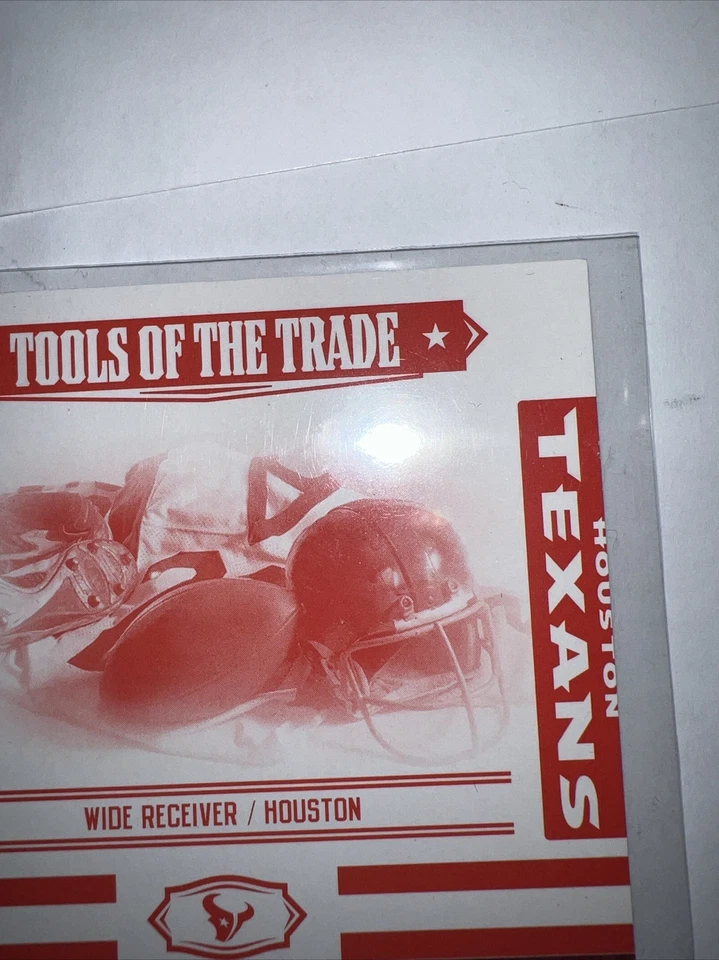 TOOLS OF THE TRADE
HOUSTON
TEXANS
WIDE RECEIVER / HOUSTON